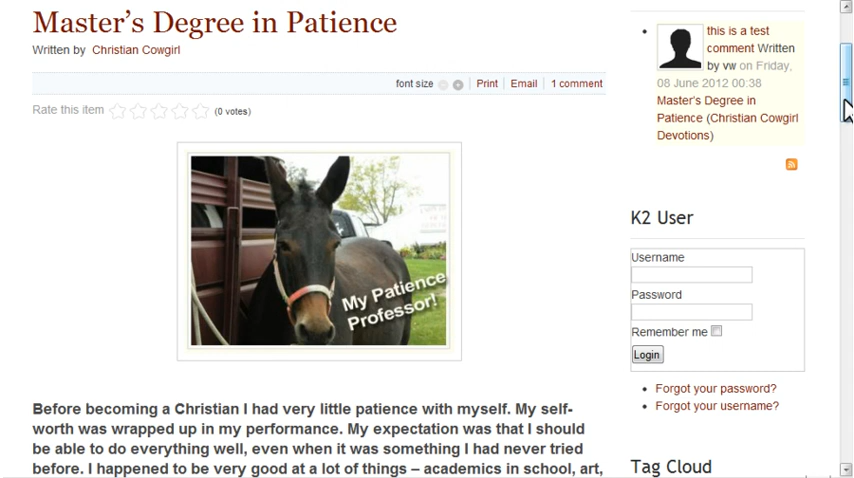 Master's Degree in Patience
Written by Christian Cowgirl
font size Print Email 1 comment
Rate this item (0 votes)
My Patience
Professor!
Before becoming a Christian I had very little patience with myself. My self-
worth was wrapped up in my performance. My expectation was that I should
be able to do everything well, even when it was something I had never tried
before. I happened to be very good at a lot of things – academics in school, art,
this is a test
comment Written
by vw on Friday,
08 June 2012 00:38
Master's Degree in
Patience (Christian Cowgirl
Devotions)
K2 User
Username
Password
Remember me
Login
Forgot your password?
Forgot your username?
Tag Cloud